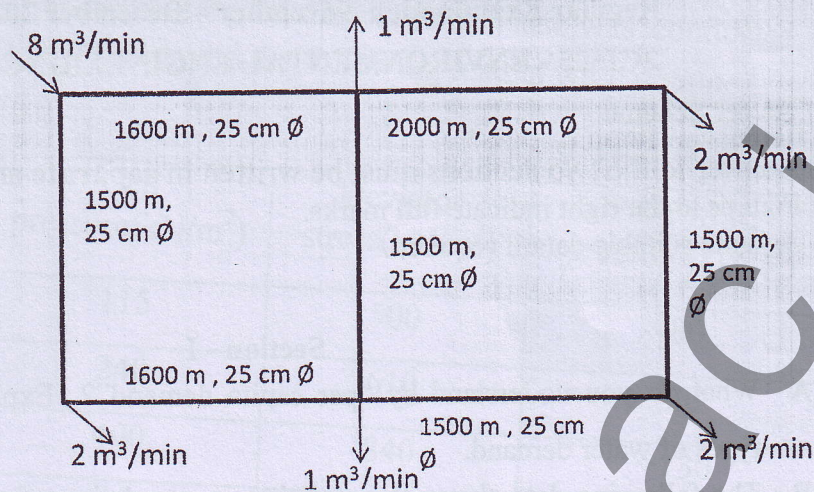 1 m³/min
8 m³/min
1600 m , 25 cm Ø
2000 m , 25 cm Ø
2 m³/min
1500 m,
25 cm Ø
1500 m,
25 cm Ø
1500 m,
25 cm
Ø
1600 m , 25 cm Ø
1500 m , 25 cm
Ø
2 m³/min
1 m³/min
2 m³/min